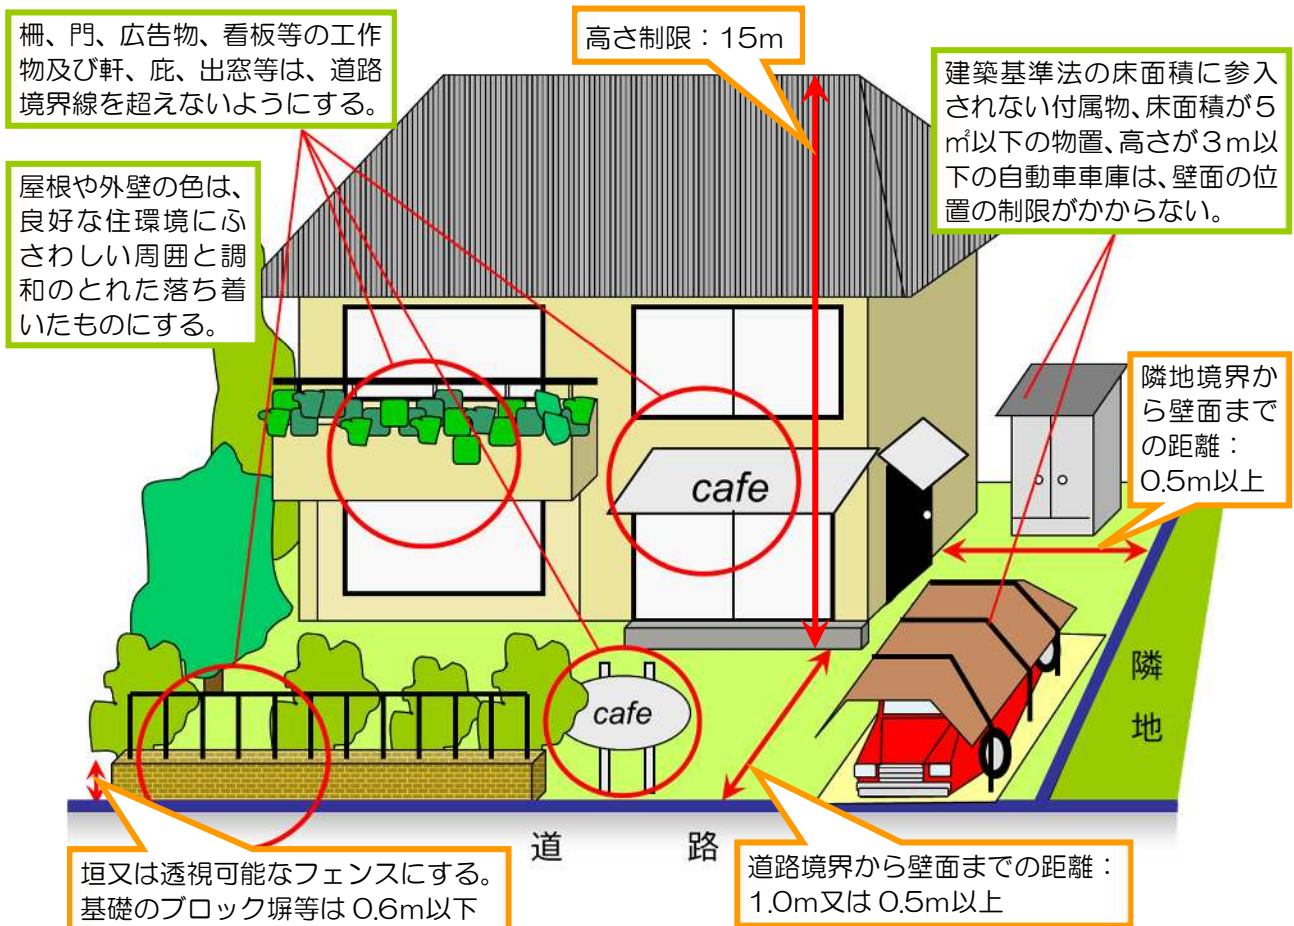 柵、門、広告物、看板等の工作
物及び軒、庇、出窓等は、道路
境界線を超えないようにする。
高さ制限：15m
建築基準法の床面積に参入
されない付属物、床面積が5
㎡以下の物置、高さが3m以
下の自動車車庫は、壁面の位
置の制限がかからない。
屋根や外壁の色は、
良好な住環境にふ
さわしい周囲と調
和のとれた落ち着
いたものにする。
隣地境界か
ら壁面まで
の距離：
0.5m以上
cafe
cafe
隣
地
道 路
垣又は透視可能なフェンスにする。
基礎のブロック塀等は0.6m以下
道路境界から壁面までの距離：
1.0m又は0.5m以上